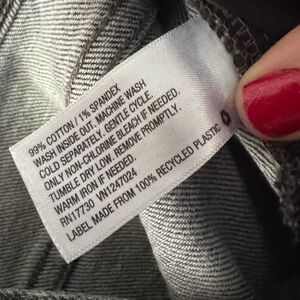 99% COTTON / 1% SPANDEX
WASH INSIDE OUT. MACHINE WASH
COLD SEPARATELY, GENTLE CYCLE.
ONLY NON CHLORINE BLEACH IF NEEDED.
TUMBLE DRY LOW. REMOVE PROMPTLY.
WARM IRON IF NEEDED.
RN17730 VN1247024
LABEL MADE FROM 100% RECYCLED PLASTIC